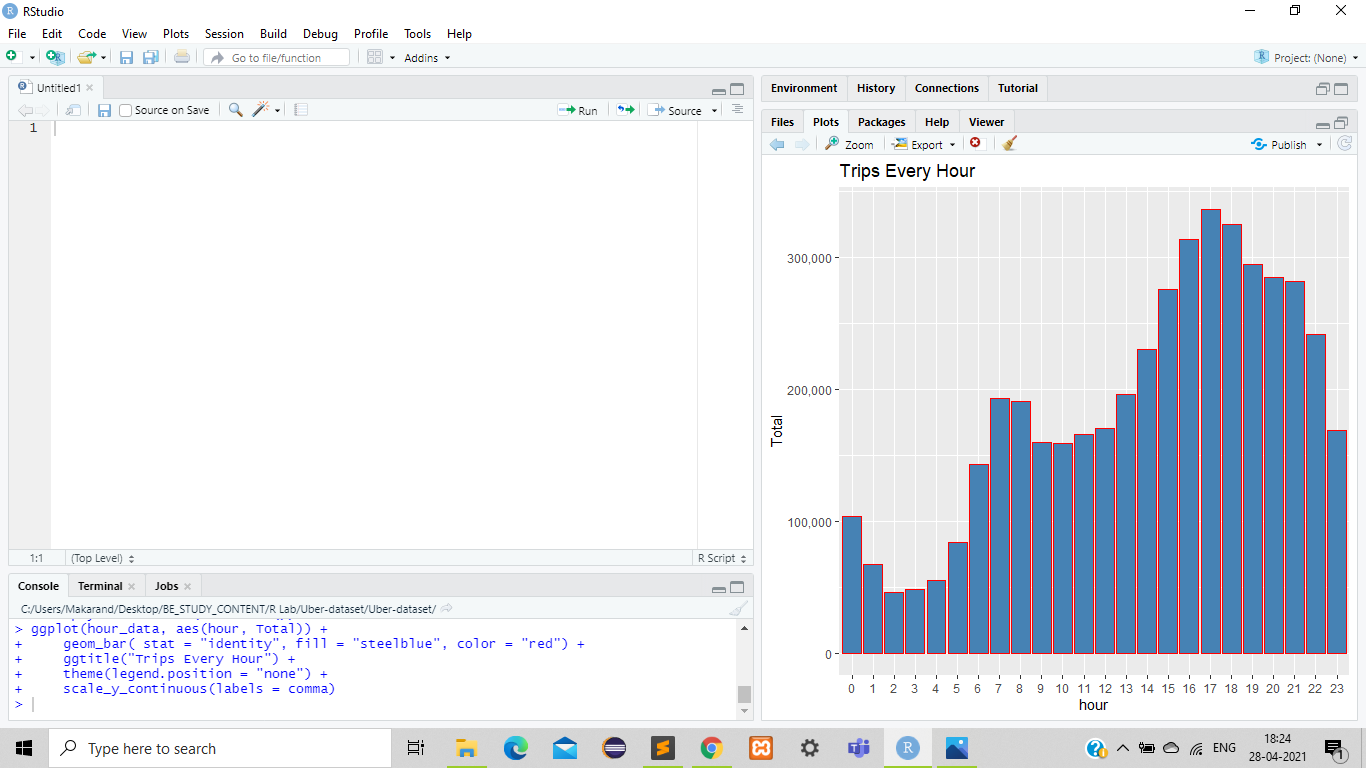 RStudio
File Edit Code View Plots Session Build Debug Profile Tools Help
Go to file/function Addins Project: (None)
Untitled1
Source on Save Run Source
1
1:1 (Top Level) R Script
Console Terminal Jobs
C:/Users/Makarand/Desktop/BE_STUDY_CONTENT/R Lab/Uber-dataset/Uber-dataset/
> ggplot(hour_data, aes(hour, Total)) +
+ geom_bar( stat = "identity", fill = "steelblue", color = "red") +
+ ggtitle("Trips Every Hour") +
+ theme(legend.position = "none") +
+ scale_y_continuous(labels = comma)
>
Environment History Connections Tutorial
Files Plots Packages Help Viewer
Zoom Export Publish
Trips Every Hour
Total
300,000
200,000
100,000
0
0 1 2 3 4 5 6 7 8 9 10 11 12 13 14 15 16 17 18 19 20 21 22 23
hour
Type here to search
ENG
18:24
28-04-2021
1